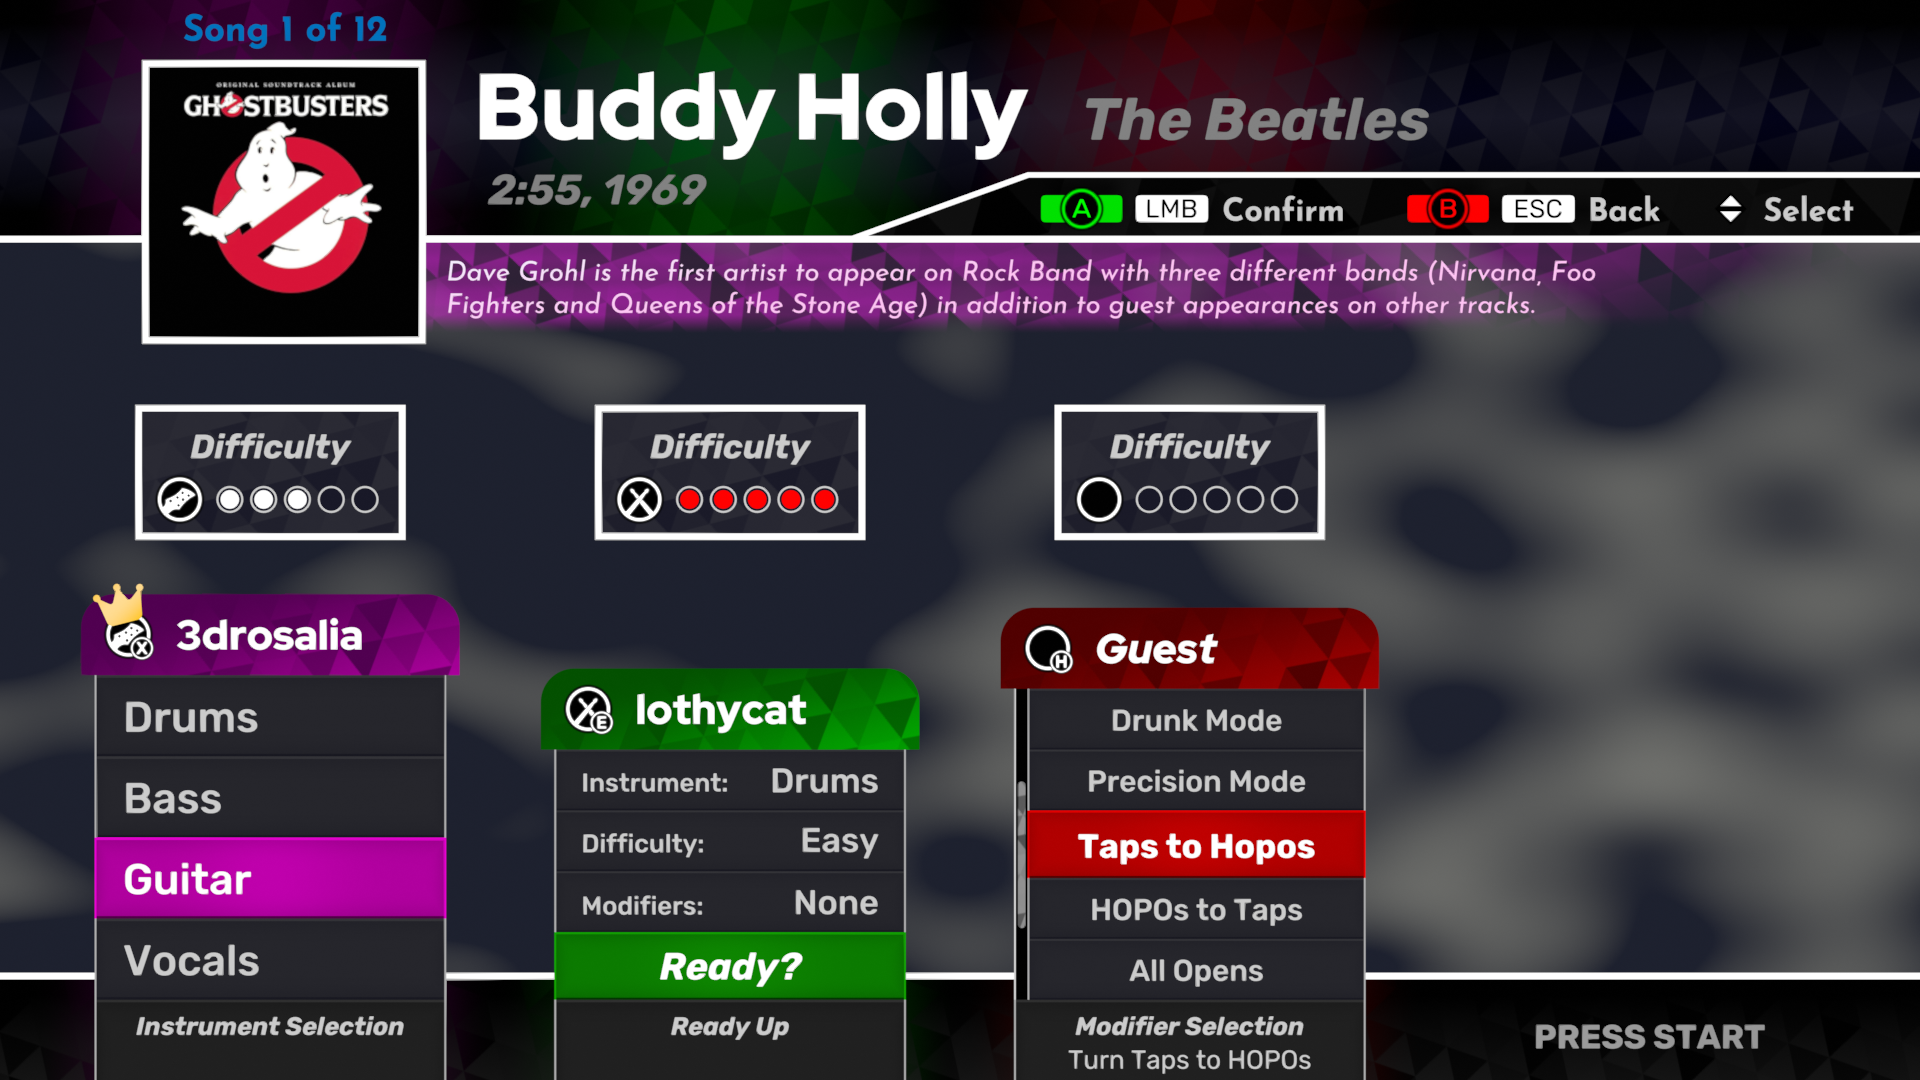 Song 1 of 12
ORIGINAL SOUNDTRACK ALBUM
GHOSTBUSTERS
Buddy Holly The Beatles
2:55, 1969
A LMB Confirm B ESC Back Select
Dave Grohl is the first artist to appear on Rock Band with three different bands (Nirvana, Foo
Fighters and Queens of the Stone Age) in addition to guest appearances on other tracks.
Difficulty
Difficulty
Difficulty
X 3drosalia
Drums
Bass
Guitar
Vocals
Instrument Selection
E lothycat
Instrument: Drums
Difficulty: Easy
Modifiers: None
Ready?
Ready Up
H Guest
Drunk Mode
Precision Mode
Taps to Hopos
HOPOs to Taps
All Opens
Modifier Selection
Turn Taps to HOPOs
PRESS START